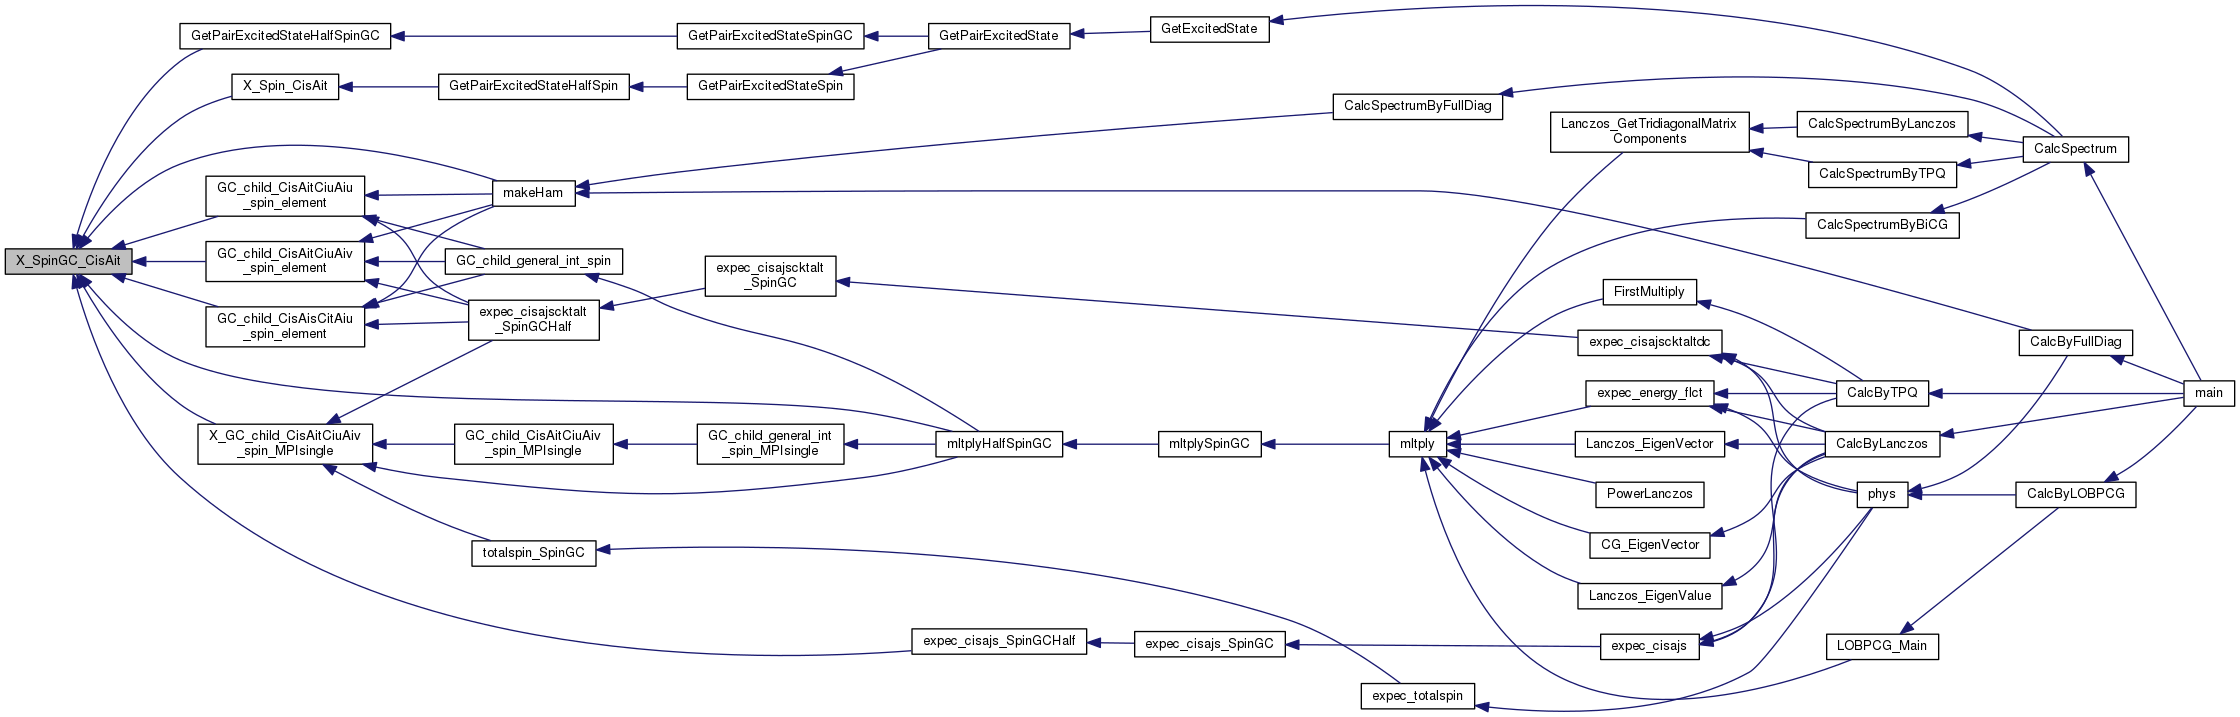 GetPairExcitedStateHalfSpinGC
GetPairExcitedStateSpinGC
GetPairExcitedState
GetExcitedState
X_Spin_CisAit
GetPairExcitedStateHalfSpin
GetPairExcitedStateSpin
CalcSpectrumByFullDiag
Lanczos_GetTridiagonalMatrix
Components
CalcSpectrumByLanczos
CalcSpectrum
CalcSpectrumByTPQ
GC_child_CisAitCiuAiu
_spin_element
makeHam
CalcSpectrumByBiCG
X_SpinGC_CisAit
GC_child_CisAitCiuAiv
_spin_element
GC_child_general_int_spin
expec_cisajscktalt
_SpinGC
FirstMultiply
GC_child_CisAisCitAiu
_spin_element
expec_cisajscktalt
_SpinGCHalf
expec_cisajscktaltdc
CalcByFullDiag
expec_energy_flct
CalcByTPQ
main
X_GC_child_CisAitCiuAiv
_spin_MPIsingle
GC_child_CisAitCiuAiv
_spin_MPIsingle
GC_child_general_int
_spin_MPIsingle
mltplyHalfSpinGC
mltplySpinGC
mltply
Lanczos_EigenVector
CalcByLanczos
PowerLanczos
phys
CalcByLOBPCG
totalspin_SpinGC
CG_EigenVector
Lanczos_EigenValue
expec_cisajs_SpinGCHalf
expec_cisajs_SpinGC
expec_cisajs
LOBPCG_Main
expec_totalspin